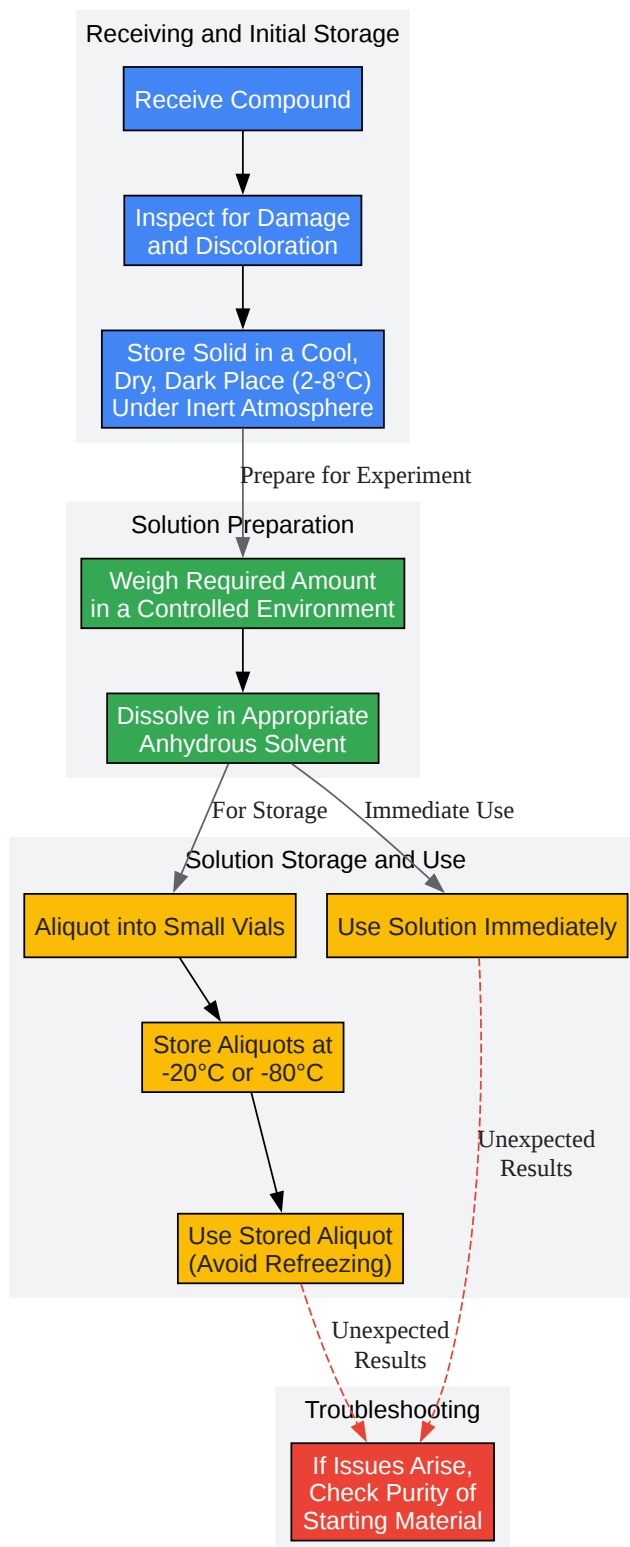 Receiving and Initial Storage
Receive Compound
Inspect for Damage
and Discoloration
Store Solid in a Cool,
Dry, Dark Place (2-8°C)
Under Inert Atmosphere
Prepare for Experiment
Solution Preparation
Weigh Required Amount
in a Controlled Environment
Dissolve in Appropriate
Anhydrous Solvent
For Storage
Immediate Use
Solution Storage and Use
Aliquot into Small Vials
Use Solution Immediately
Store Aliquots at
-20°C or -80°C
Unexpected
Results
Use Stored Aliquot
(Avoid Refreezing)
Unexpected
Results
Troubleshooting
If Issues Arise,
Check Purity of
Starting Material